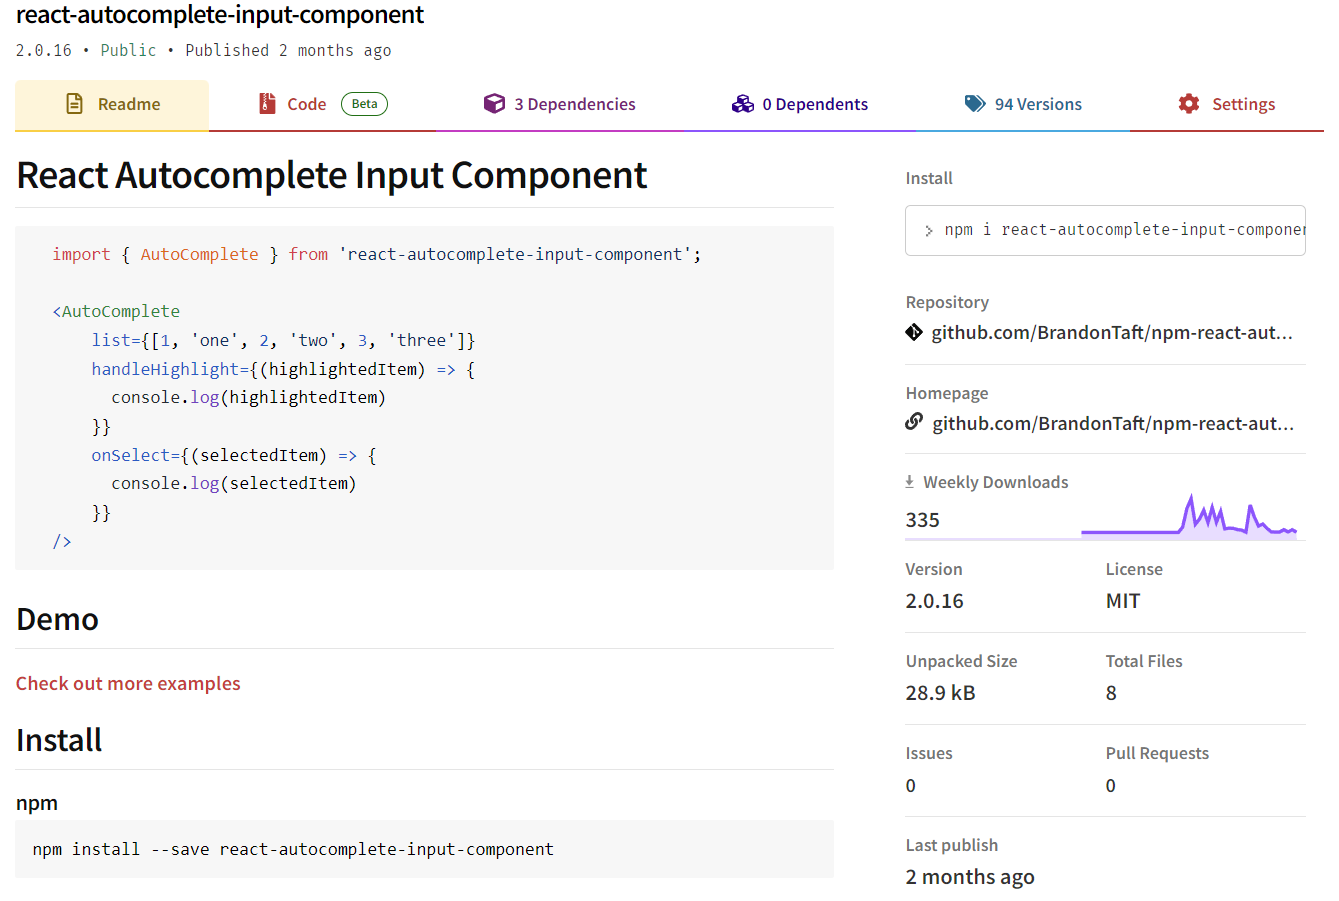 react-autocomplete-input-component
2.0.16 • Public • Published 2 months ago
Readme
Code Beta
3 Dependencies
0 Dependents
94 Versions
Settings
React Autocomplete Input Component
import { AutoComplete } from 'react-autocomplete-input-component';
<AutoComplete
list={[1, 'one', 2, 'two', 3, 'three']}
handleHighlight={(highlightedItem) => {
console.log(highlightedItem)
}}
onSelect={(selectedItem) => {
console.log(selectedItem)
}}
/>
Demo
Check out more examples
Install
npm
npm install --save react-autocomplete-input-component
Install
> npm i react-autocomplete-input-componen
Repository
github.com/BrandonTaft/npm-react-aut...
Homepage
github.com/BrandonTaft/npm-react-aut...
Weekly Downloads
335
Version
2.0.16
License
MIT
Unpacked Size
28.9 kB
Total Files
8
Issues
0
Pull Requests
0
Last publish
2 months ago